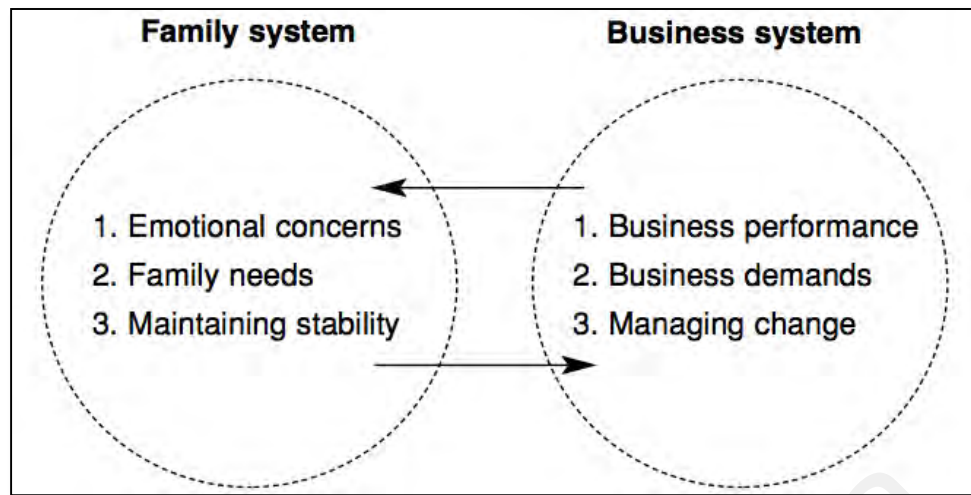 Family system
Business system
1. Emotional concerns
2. Family needs
3. Maintaining stability
1. Business performance
2. Business demands
3. Managing change